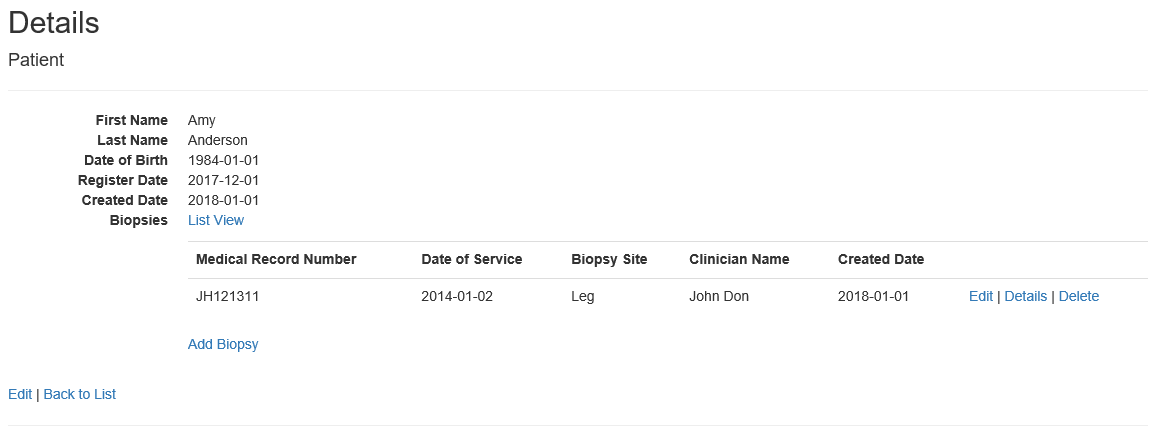 Details
Patient
First Name Amy
Last Name Anderson
Date of Birth 1984-01-01
Register Date 2017-12-01
Created Date 2018-01-01
Biopsies List View
Medical Record Number Date of Service Biopsy Site Clinician Name Created Date
JH121311 2014-01-02 Leg John Don 2018-01-01 Edit | Details | Delete
Add Biopsy
Edit | Back to List